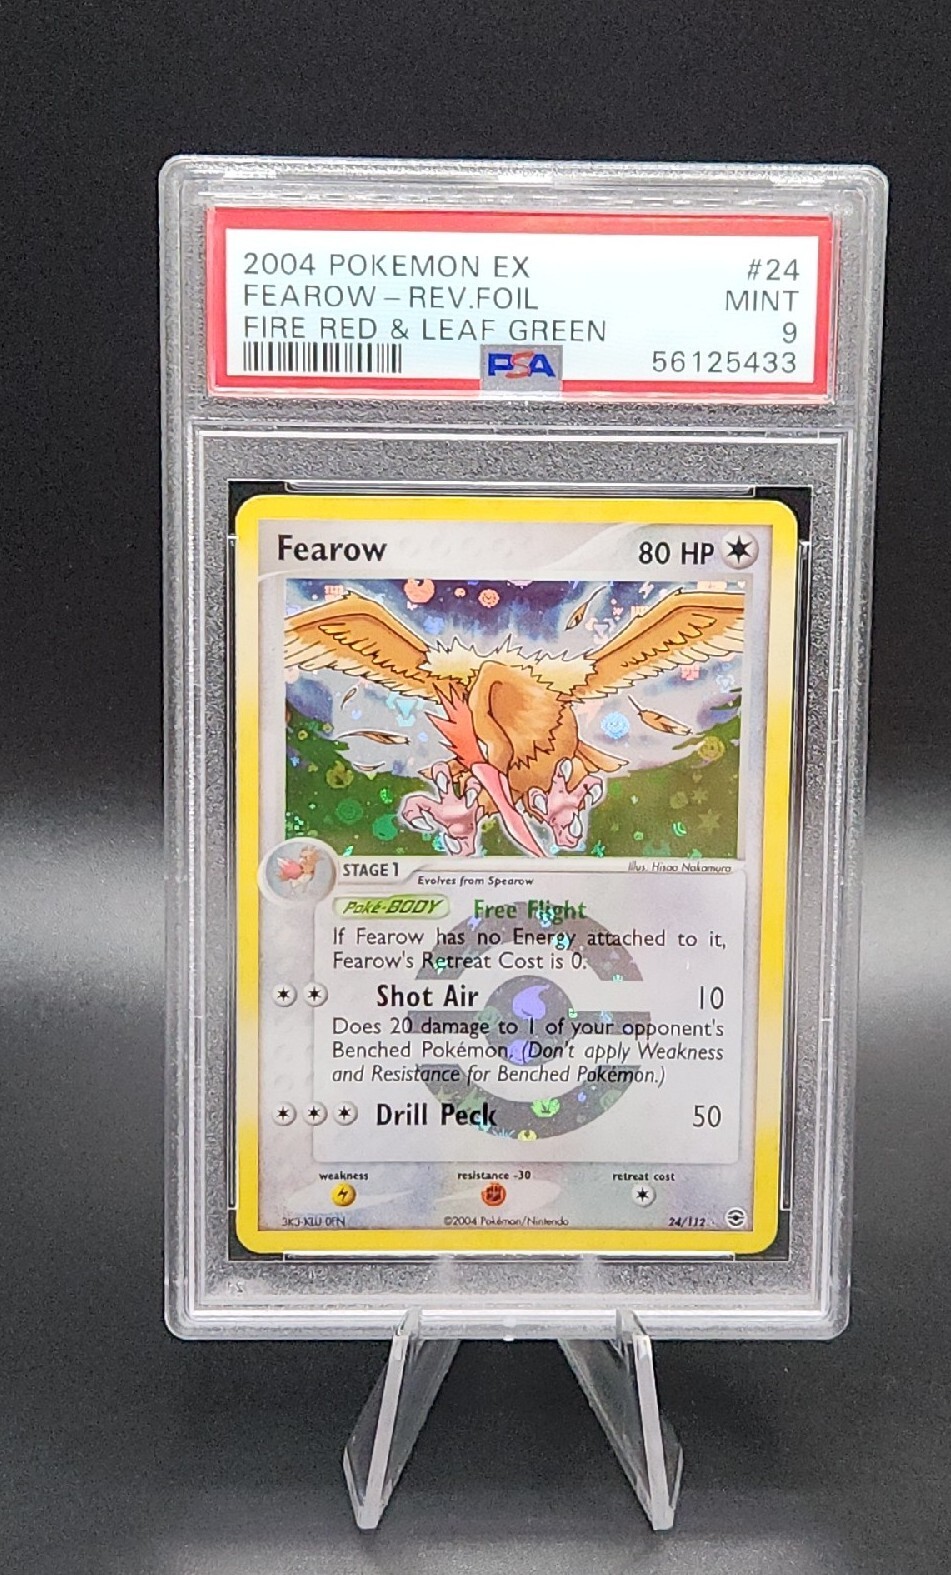 2004 POKEMON EX #24
FEAROW – REV.FOIL MINT
FIRE RED & LEAF GREEN 9
PSA 56125433
Fearow 80 HP
STAGE 1
Illus. Hisao Nakamura
Evolves from Spearow
Poké-BODY Free Flight
If Fearow has no Energy attached to it,
Fearow's Retreat Cost is 0.
Shot Air 10
Does 20 damage to 1 of your opponent's
Benched Pokémon. (Don't apply Weakness
and Resistance for Benched Pokémon.)
Drill Peck 50
weakness resistance -30 retreat cost
©2004 Pokémon/Nintendo 24/112